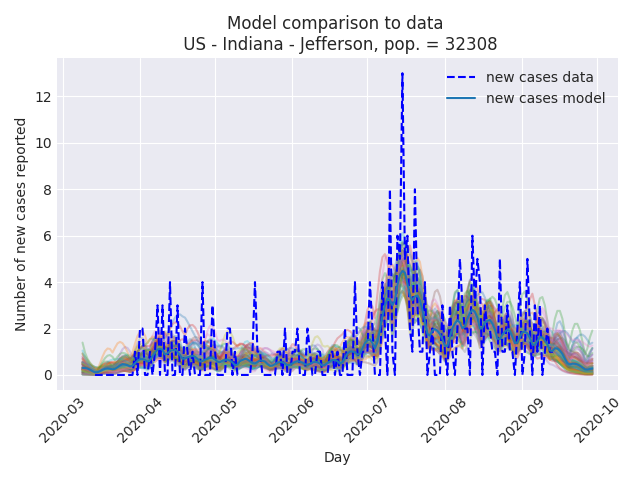 Model comparison to data
US - Indiana - Jefferson, pop. = 32308
new cases data
new cases model
Number of new cases reported
12
10
8
6
4
2
0
2020-03
2020-04
2020-05
2020-06
2020-07
2020-08
2020-09
2020-10
Day